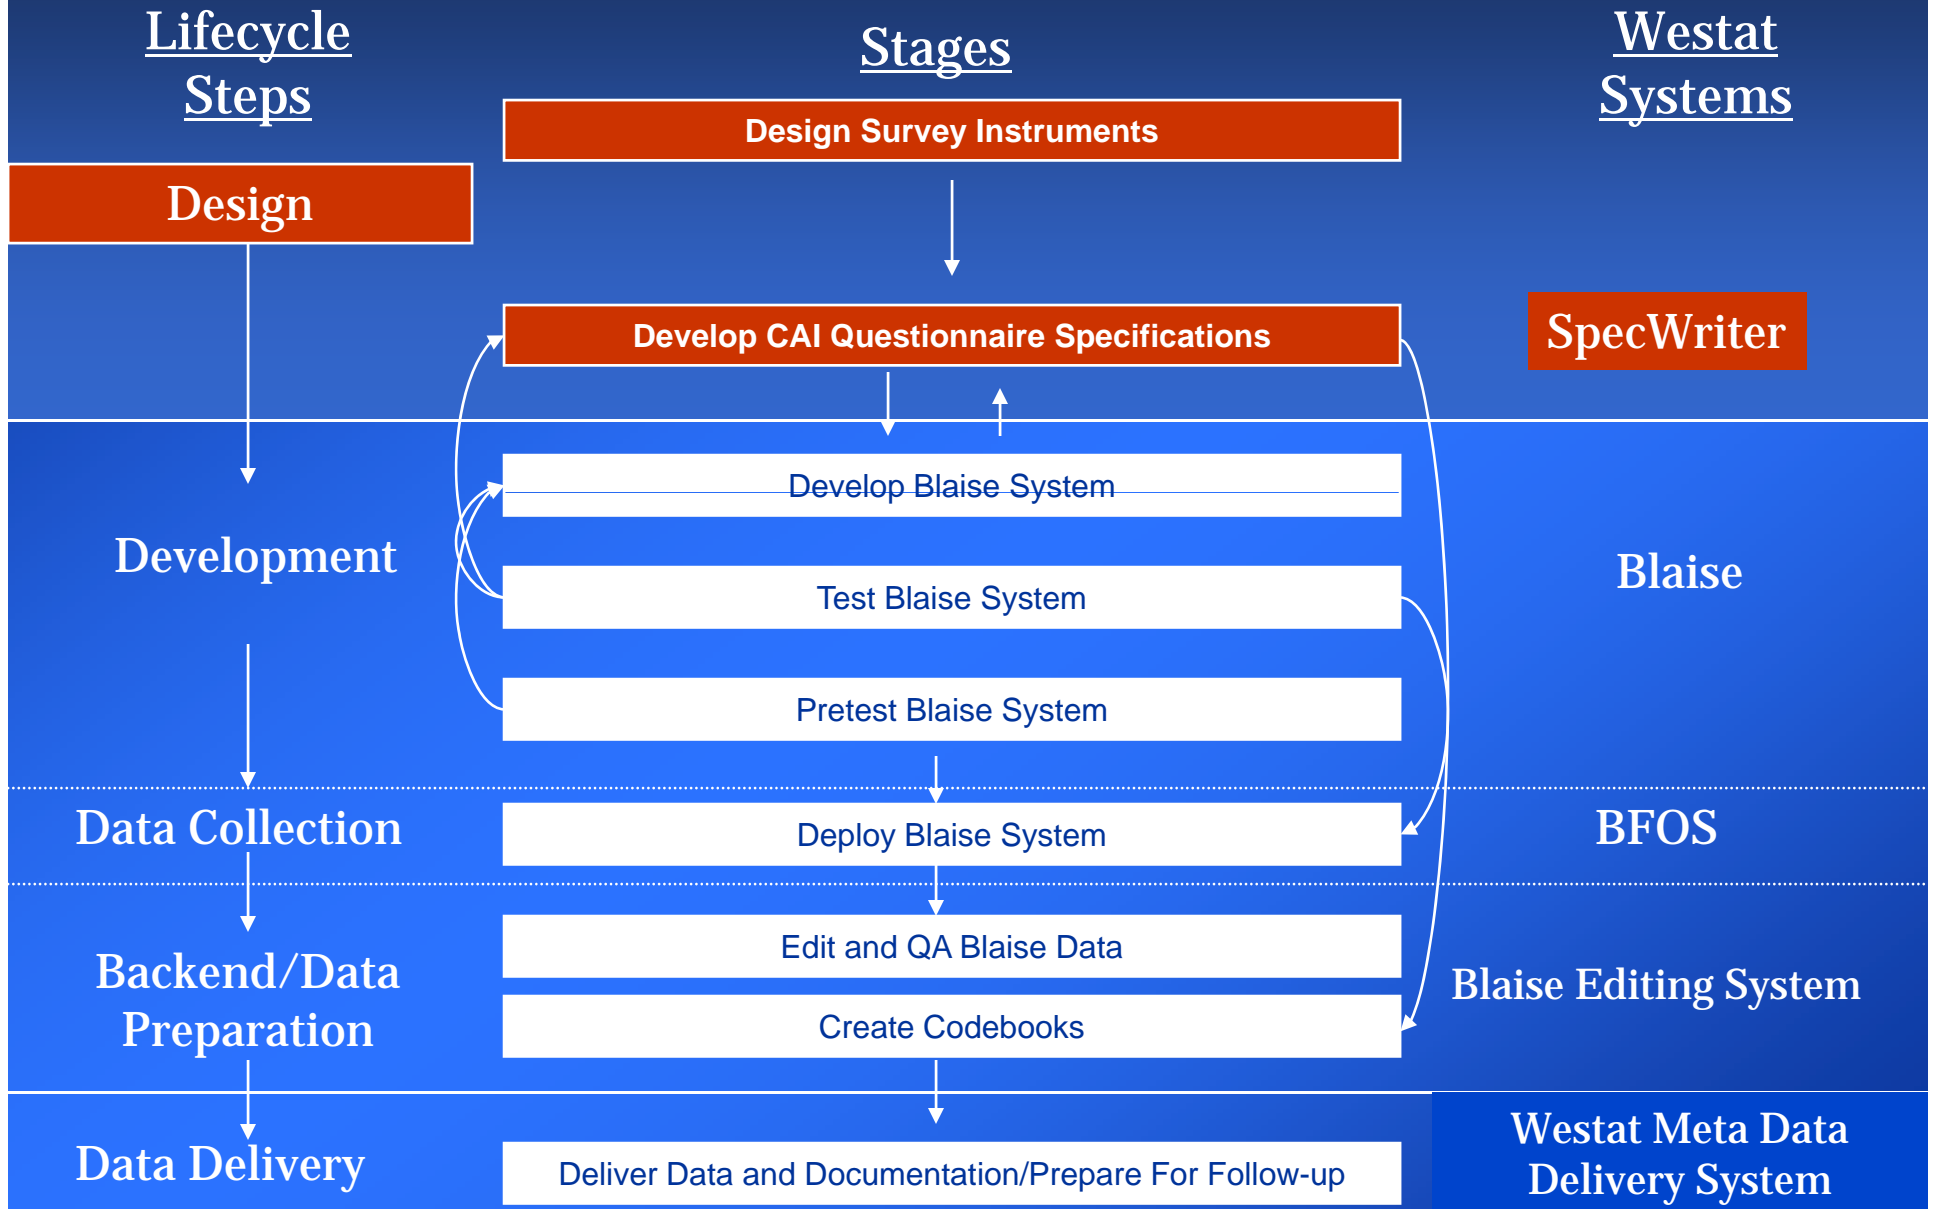 Lifecycle
Steps
Stages
Westat
Systems
Design Survey Instruments
Design
Develop CAI Questionnaire Specifications
SpecWriter
Develop Blaise System
Development
Test Blaise System
Blaise
Pretest Blaise System
Data Collection
Deploy Blaise System
BFOS
Edit and QA Blaise Data
Backend/Data
Preparation
Create Codebooks
Blaise Editing System
Data Delivery
Deliver Data and Documentation/Prepare For Follow-up
Westat Meta Data
Delivery System